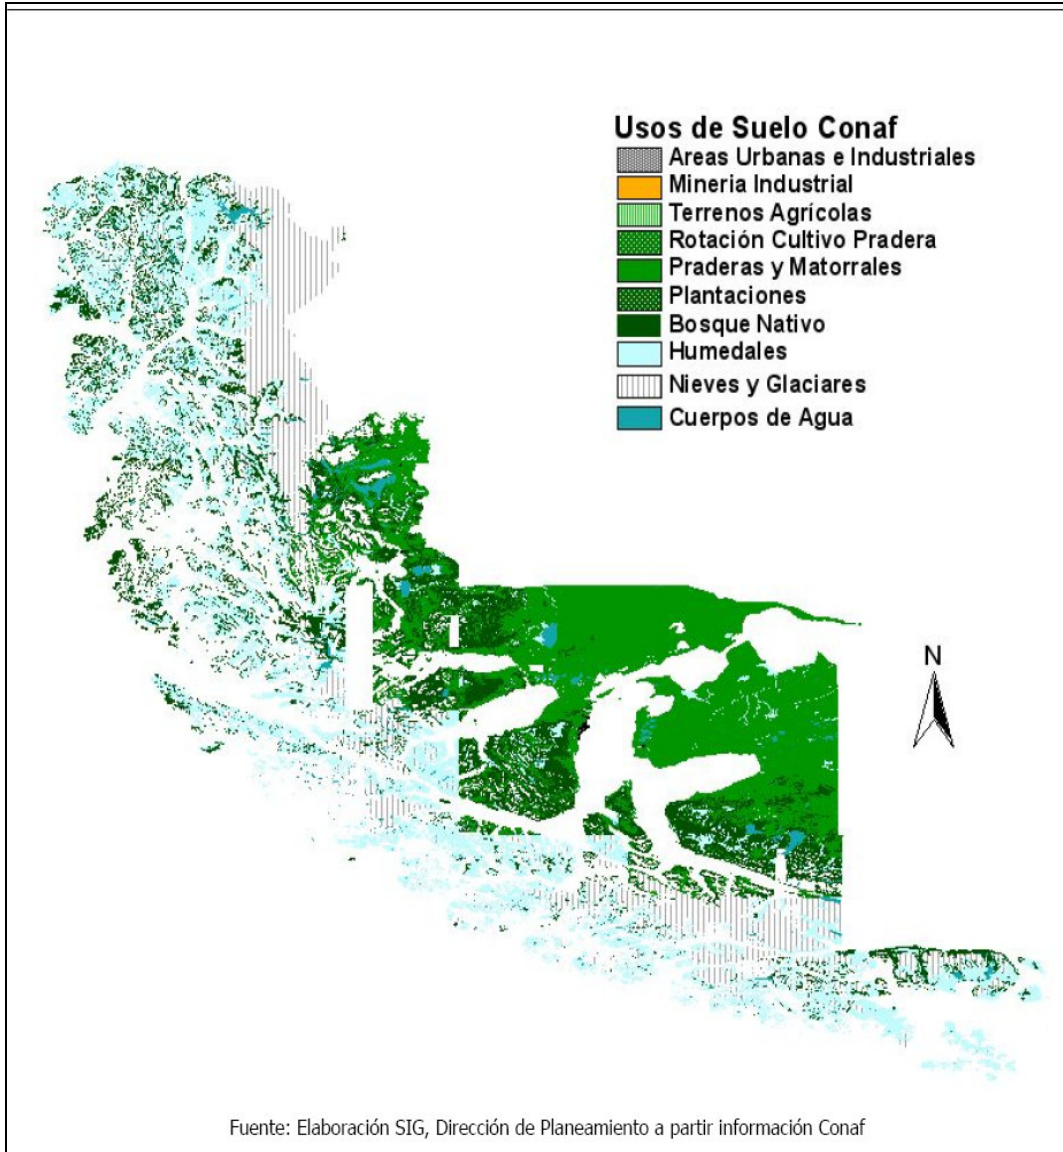 Usos de Suelo Conaf
Areas Urbanas e Industriales
Mineria Industrial
Terrenos Agrícolas
Rotación Cultivo Pradera
Praderas y Matorrales
Plantaciones
Bosque Nativo
Humedales
Nieves y Glaciares
Cuerpos de Agua
N
Fuente: Elaboración SIG, Dirección de Planeamiento a partir información Conaf